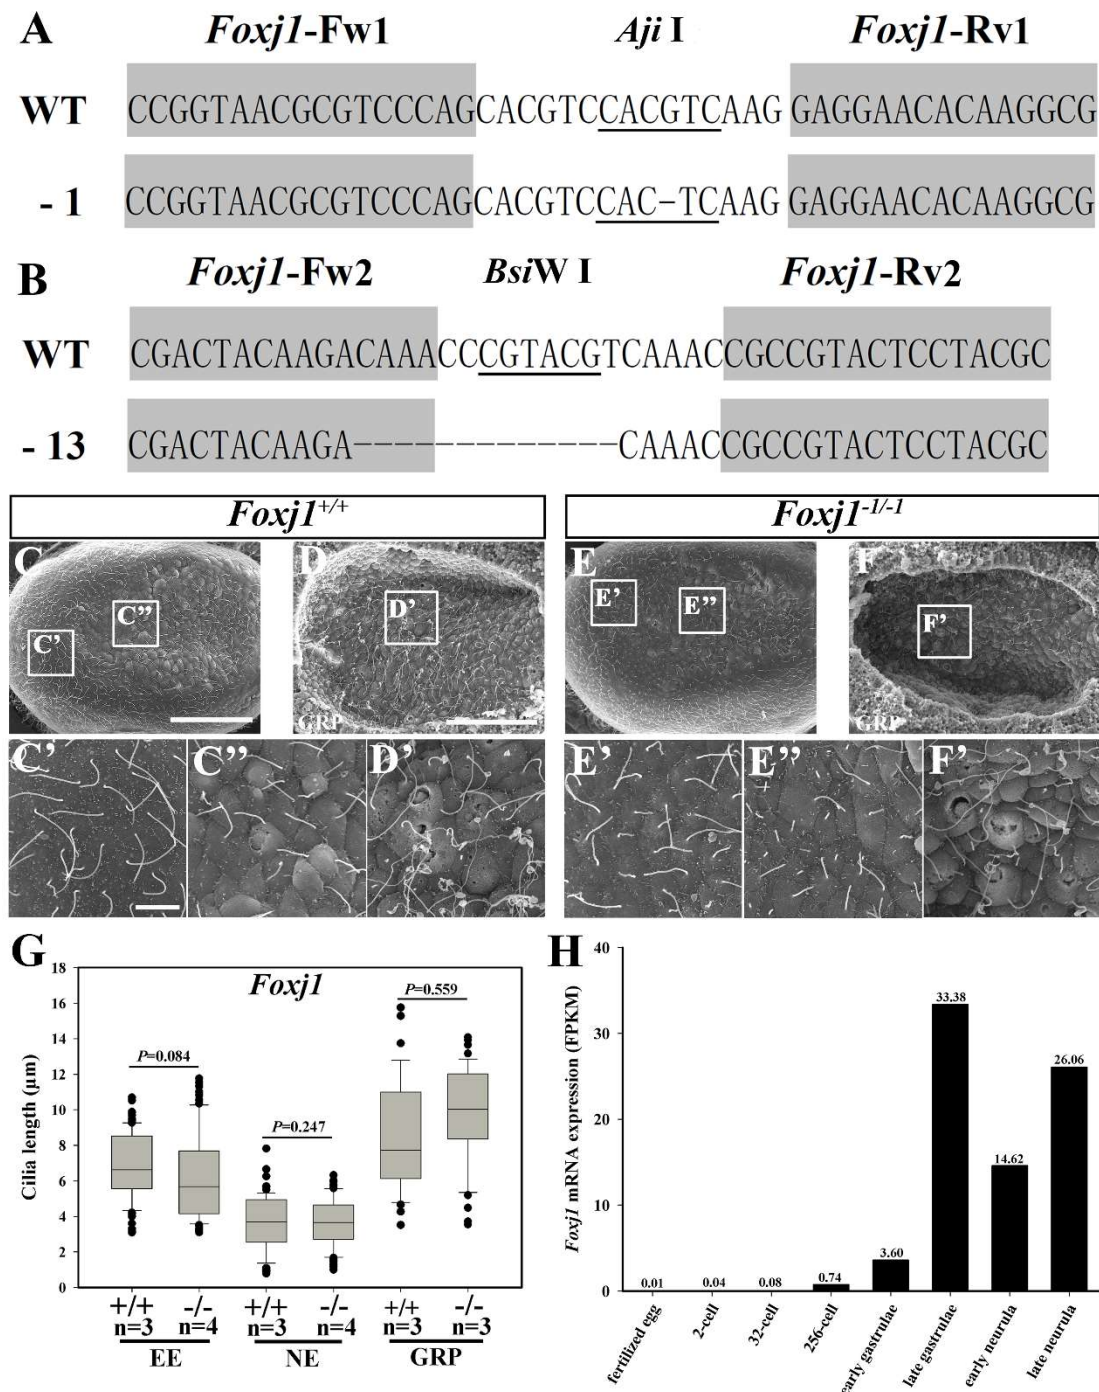 A
Foxj1-Fw1 Aji I Foxj1-Rv1
WT CCGGTAACGCGTCCCAGCACGTCCACGTCAAG GAGGAACACAAGGCG
- 1 CCGGTAACGCGTCCCAGCACGTCCAC-TCAAG GAGGAACACAAGGCG
B
Foxj1-Fw2 BsiW I Foxj1-Rv2
WT CGACTACAAGACAAACCCGTACGTCAAACCGCCGTACTCCTACGC
- 13 CGACTACAAGA-------------CAAACCGCCGTACTCCTACGC
Foxj1+/+ Foxj1-1/-1
C C' C''
D D' GRP
E E' E''
F F' GRP
C' C'' D' E' E'' F'
G
Foxj1
Cilia length (µm)
18
16
14
12
10
8
6
4
2
0
P=0.084
P=0.247
P=0.559
+/+ -/- +/+ -/- +/+ -/-
n=3 n=4 n=3 n=4 n=3 n=3
EE NE GRP
H
Foxj1 mRNA expression (FPKM)
40
30
20
10
0
0.01 0.04 0.08 0.74 3.60 33.38 14.62 26.06
fertilized egg
2-cell
32-cell
256-cell
early gastrulae
late gastrulae
early neurula
late neurula